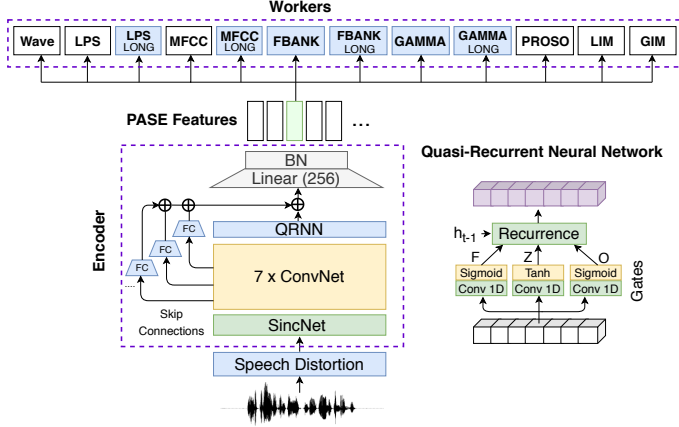 Workers
Wave
LPS
LPS
LONG
MFCC
MFCC
LONG
FBANK
FBANK
LONG
GAMMA
GAMMA
LONG
PROSO
LIM
GIM
PASE Features
...
Encoder
BN
Linear (256)
QRNN
7 x ConvNet
SincNet
Speech Distortion
FC
FC
FC
....
Skip
Connections
Quasi-Recurrent Neural Network
ht-1
Recurrence
F
Z
O
Sigmoid
Tanh
Sigmoid
Conv 1D
Conv 1D
Conv 1D
Gates